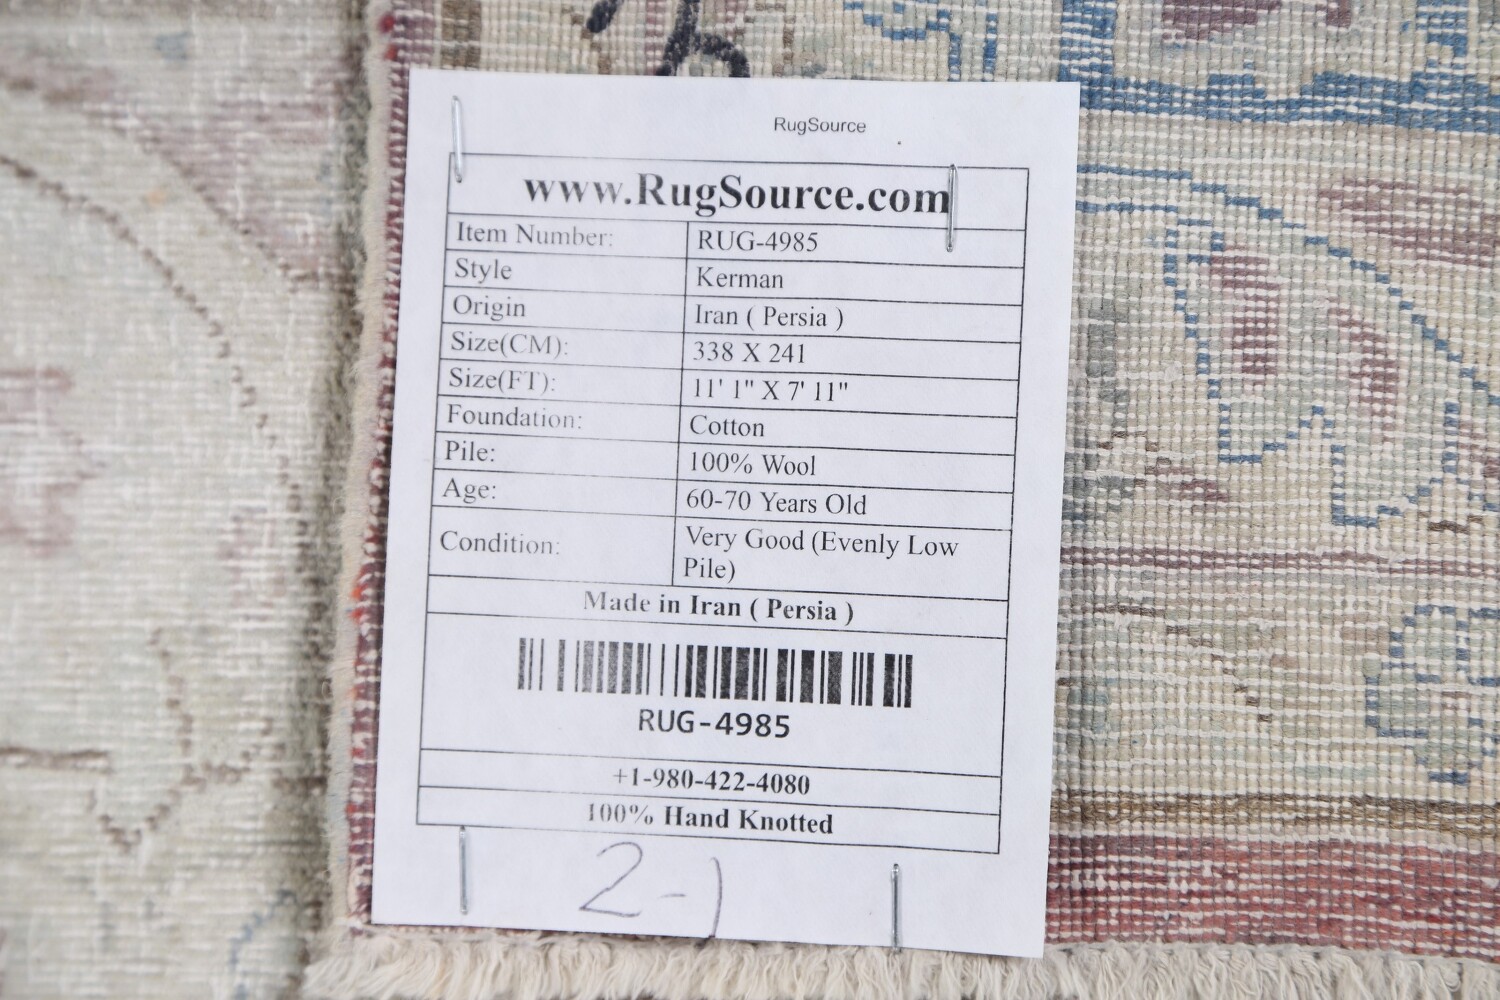 RugSource
www.RugSource.com
Item Number: RUG-4985
Style Kerman
Origin Iran ( Persia )
Size(CM): 338 X 241
Size(FT): 11' 1" X 7' 11"
Foundation: Cotton
Pile: 100% Wool
Age: 60-70 Years Old
Condition: Very Good (Evenly Low
Pile)
Made in Iran ( Persia )
RUG-4985
+1-980-422-4080
100% Hand Knotted
2-1